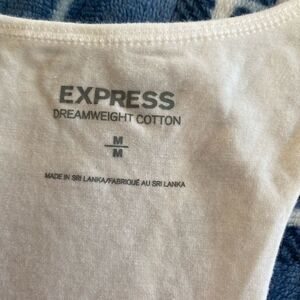 EXPRESS
DREAMWEIGHT COTTON
M
M
MADE IN SRI LANKA/FABRIQUÉ AU SRI LANKA